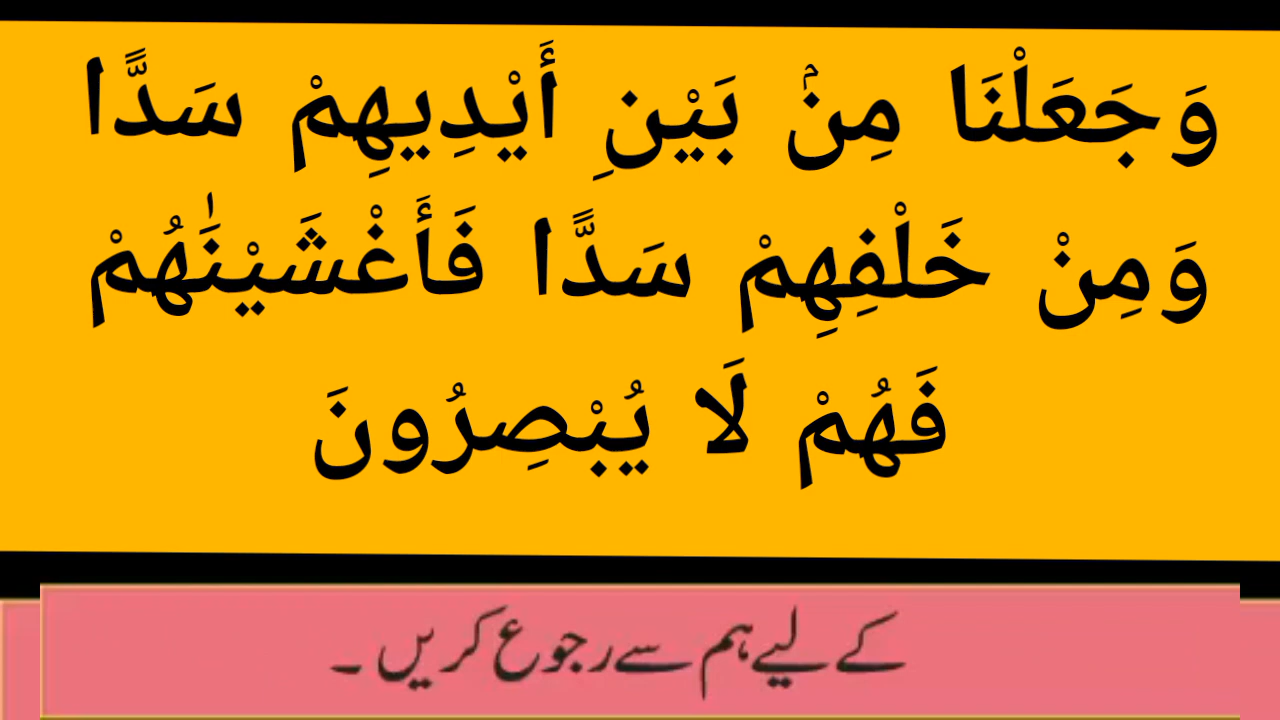 وَجَعَلْنَا مِنْۢ بَيْنِ أَيْدِيهِمْ سَدًّا
وَمِنْ خَلْفِهِمْ سَدًّا فَأَغْشَيْنَٰهُمْ
فَهُمْ لَا يُبْصِرُونَ
کے لیے ہم سے رجوع کریں ۔